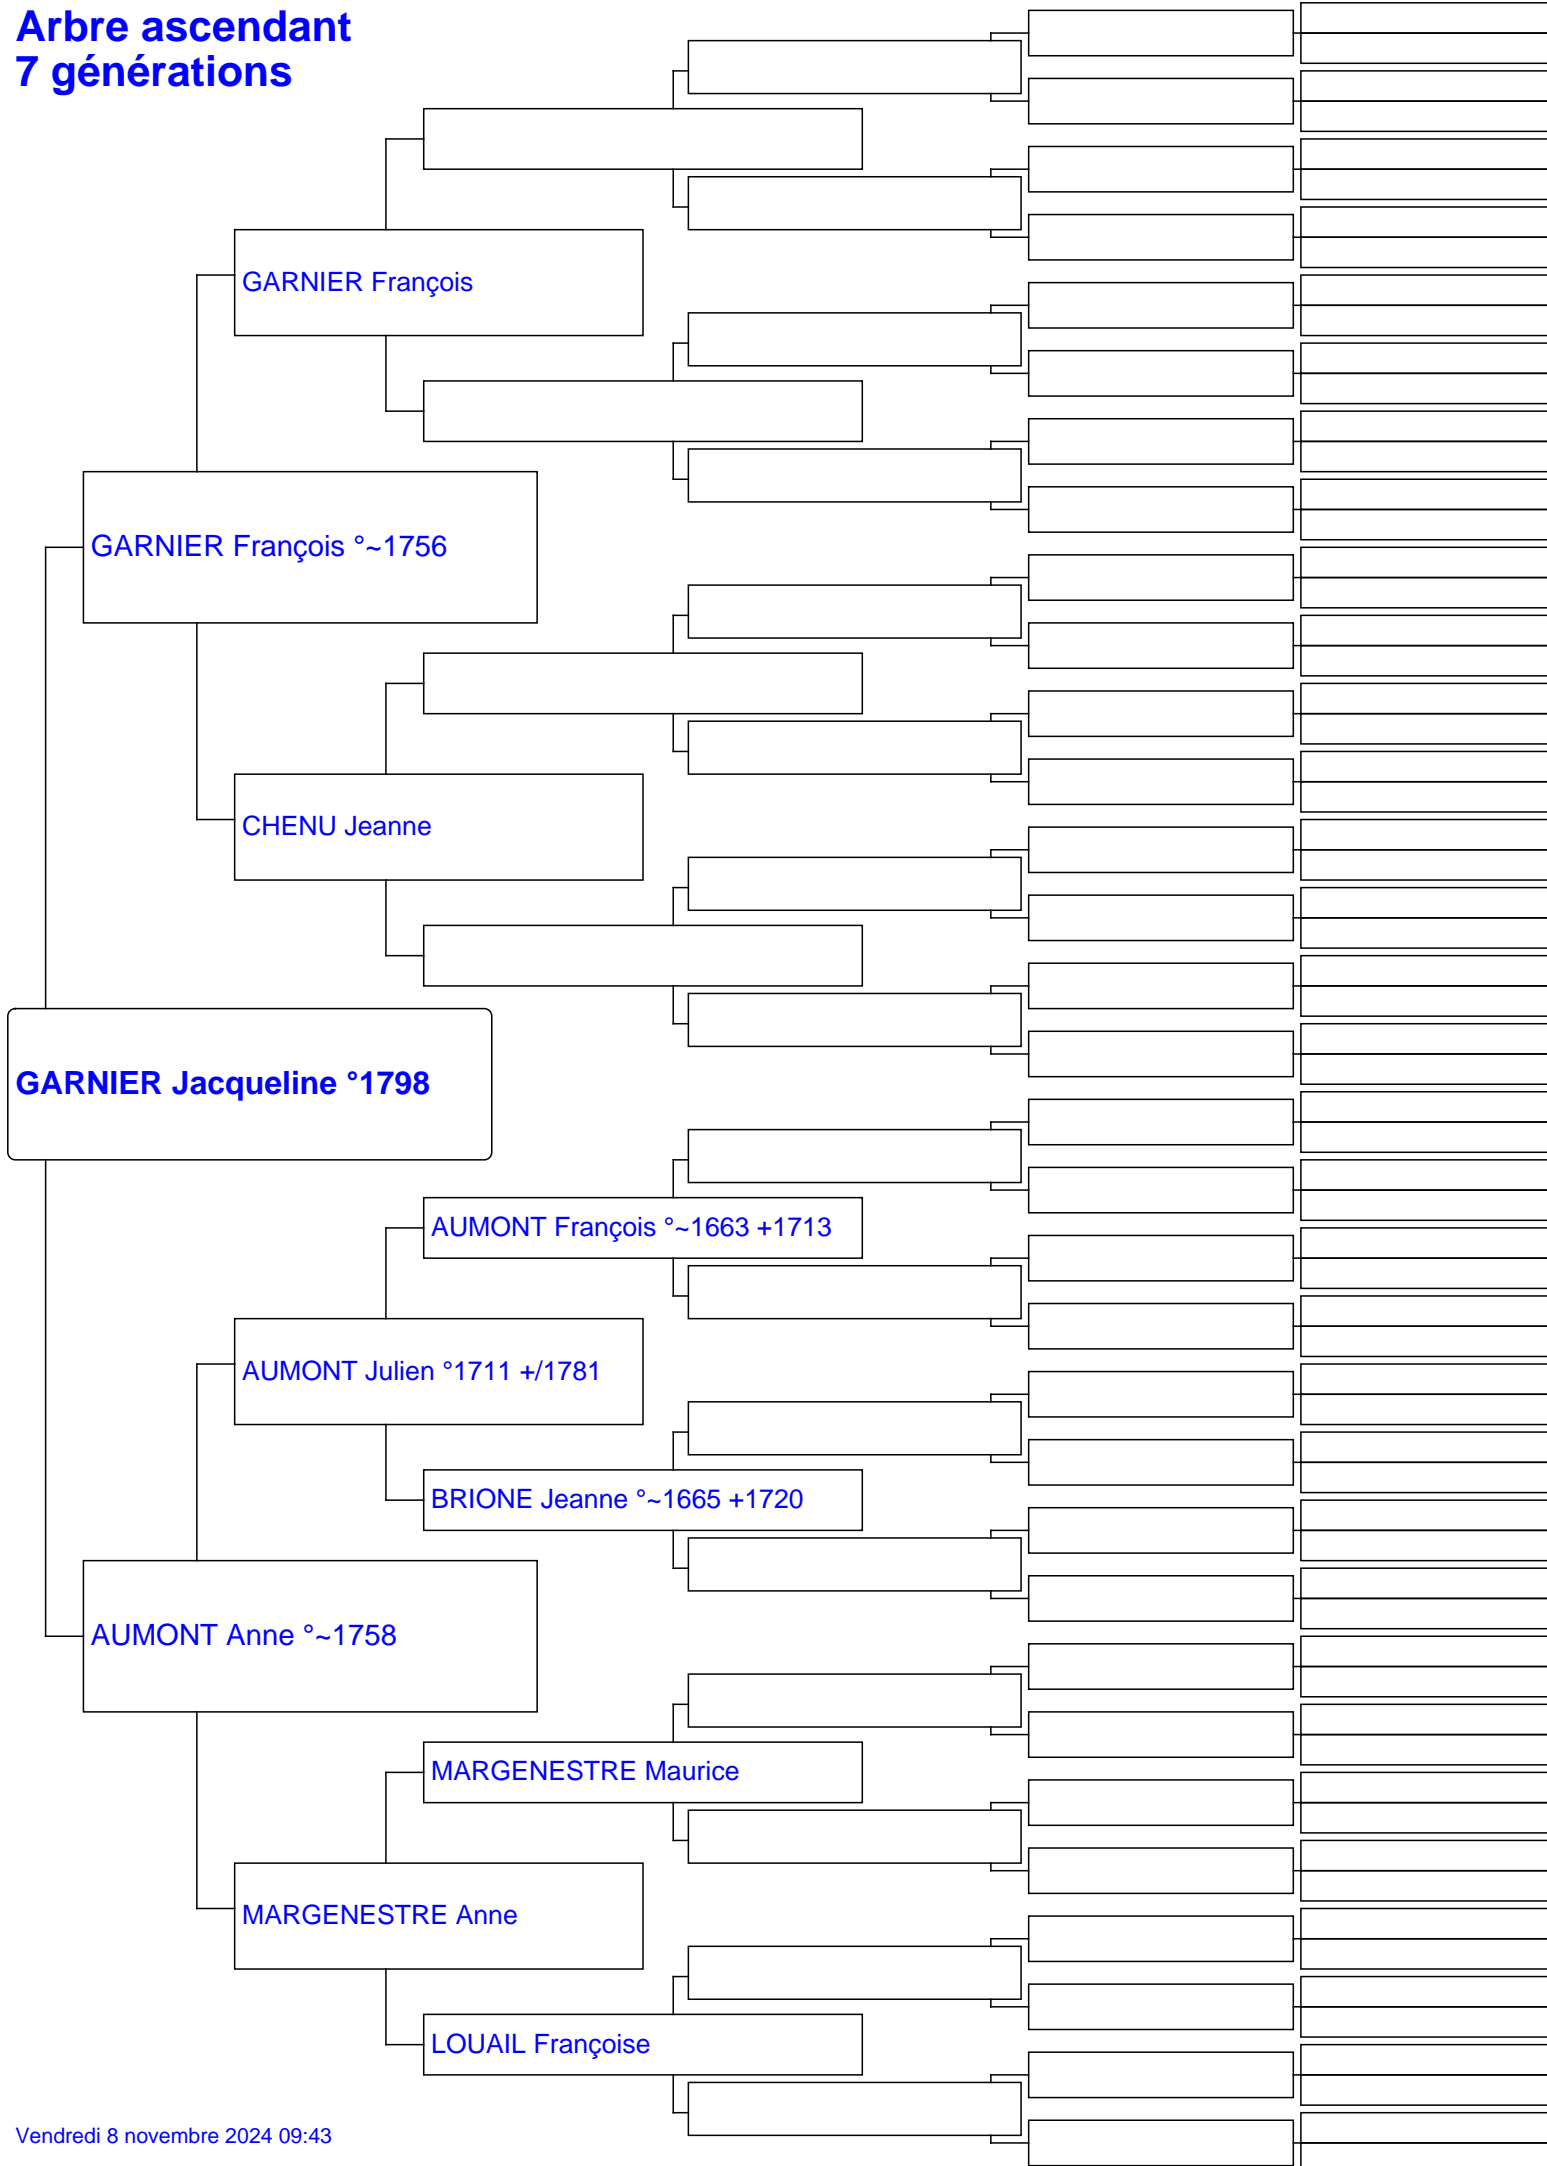 Arbre ascendant
7 générations
GARNIER François
GARNIER François °~1756
CHENU Jeanne
GARNIER Jacqueline °1798
AUMONT François °~1663 +1713
AUMONT Julien °1711 +/1781
BRIONE Jeanne °~1665 +1720
AUMONT Anne °~1758
MARGENESTRE Maurice
MARGENESTRE Anne
LOUAIL Françoise
Vendredi 8 novembre 2024 09:43